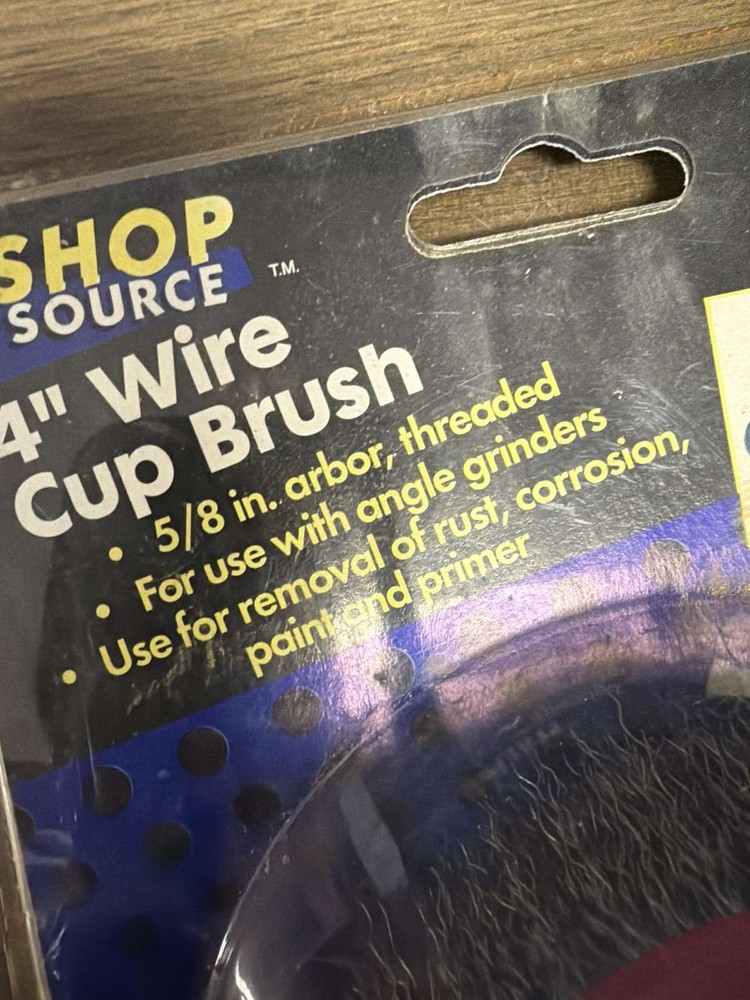 SHOP
SOURCE T.M.
4" Wire
Cup Brush
• 5/8 in. arbor, threaded
• For use with angle grinders
• Use for removal of rust, corrosion,
paint and primer